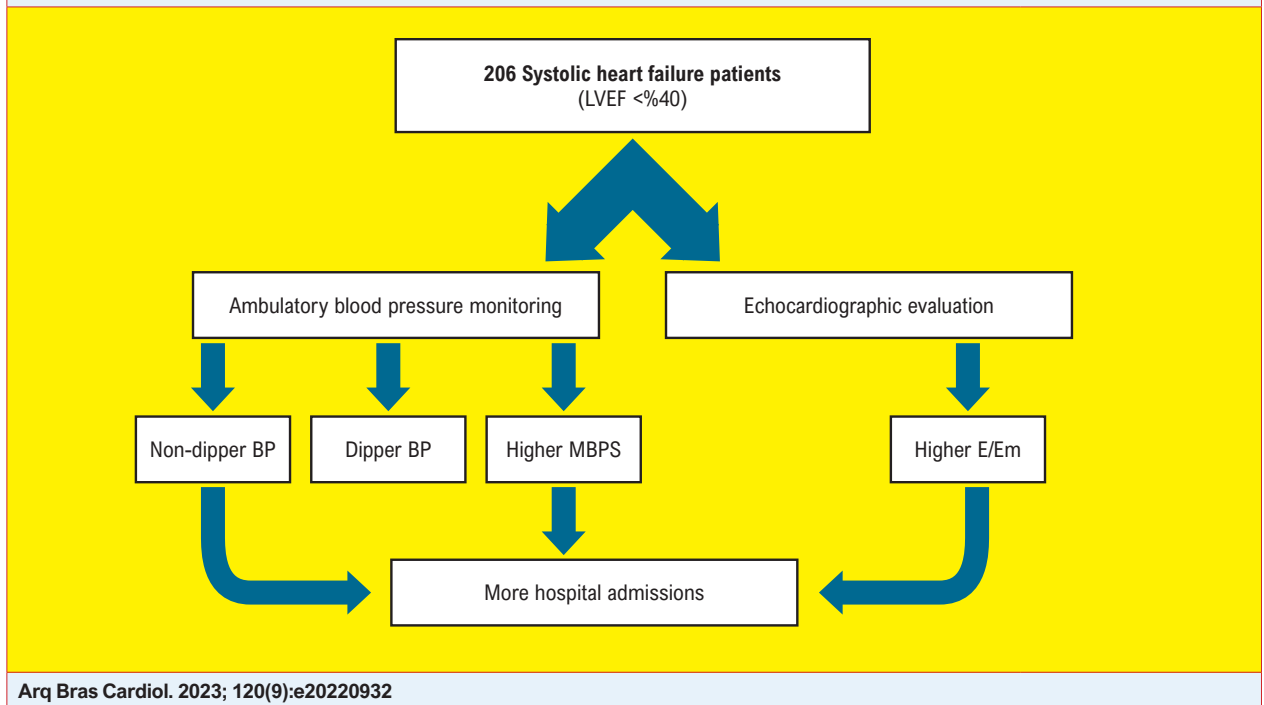 206 Systolic heart failure patients
(LVEF <%40)
Ambulatory blood pressure monitoring
Echocardiographic evaluation
Non-dipper BP
Dipper BP
Higher MBPS
Higher E/Em
More hospital admissions
Arq Bras Cardiol. 2023; 120(9):e20220932